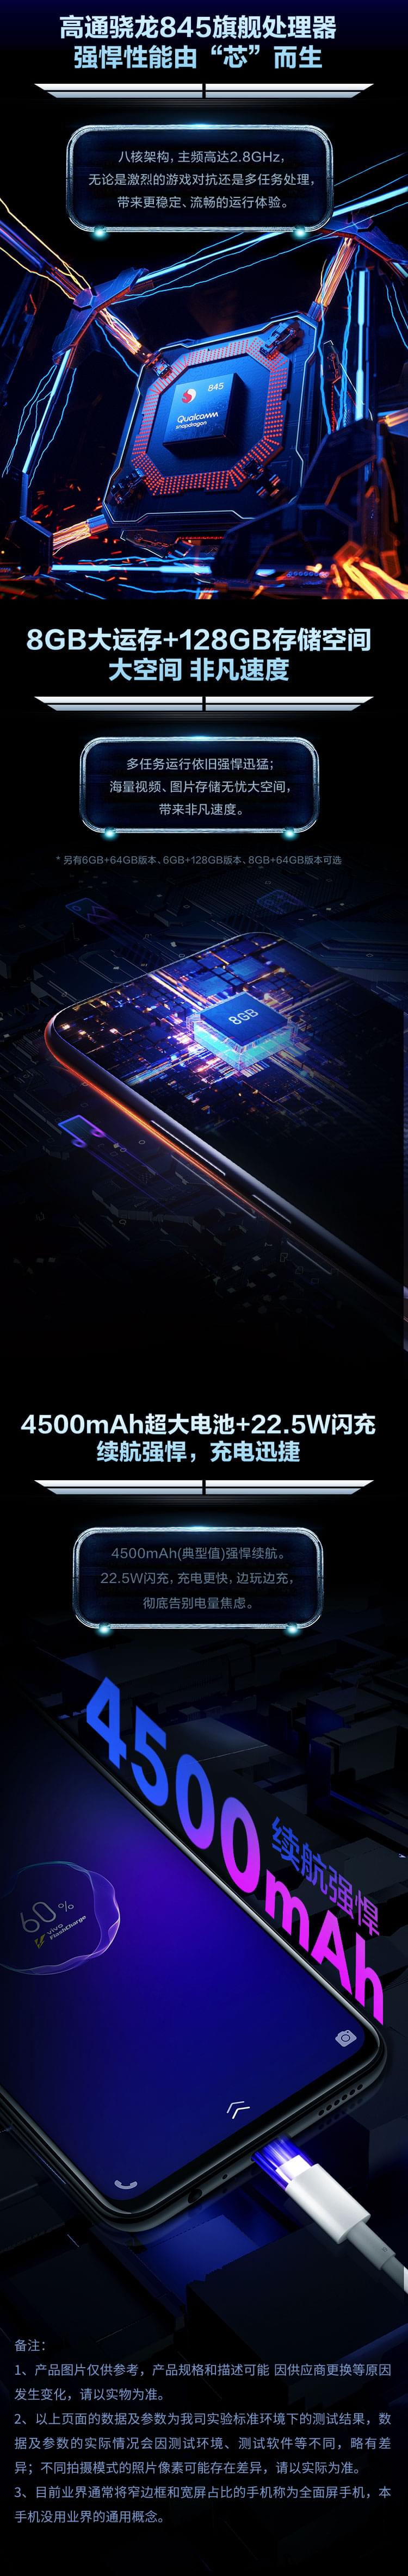 高通骁龙845旗舰处理器
强悍性能由“芯”而生
八核架构，主频高达2.8GHz，
无论是激烈的游戏对抗还是多任务处理，
带来更稳定、流畅的运行体验。
845
Qualcomm
snapdragon
8GB大运存+128GB存储空间
大空间 非凡速度
多任务运行依旧强悍迅猛；
海量视频、图片存储无忧大空间，
带来非凡速度。
* 另有6GB+64GB版本、6GB+128GB版本、8GB+64GB版本可选
8GB
4500mAh超大电池+22.5W闪充
续航强悍，充电迅捷
4500mAh(典型值)强悍续航。
22.5W闪充，充电更快，边玩边充，
彻底告别电量焦虑。
4500mAh
续航强悍
60%
vivo
FlashCharge
备注：
1、产品图片仅供参考，产品规格和描述可能 因供应商更换等原因
发生变化，请以实物为准。
2、以上页面的数据及参数为我司实验标准环境下的测试结果，数
据及参数的实际情况会因测试环境、测试软件等不同，略有差
异；不同拍摄模式的照片像素可能存在差异，请以实际为准。
3、目前业界通常将窄边框和宽屏占比的手机称为全面屏手机，本
手机没用业界的通用概念。